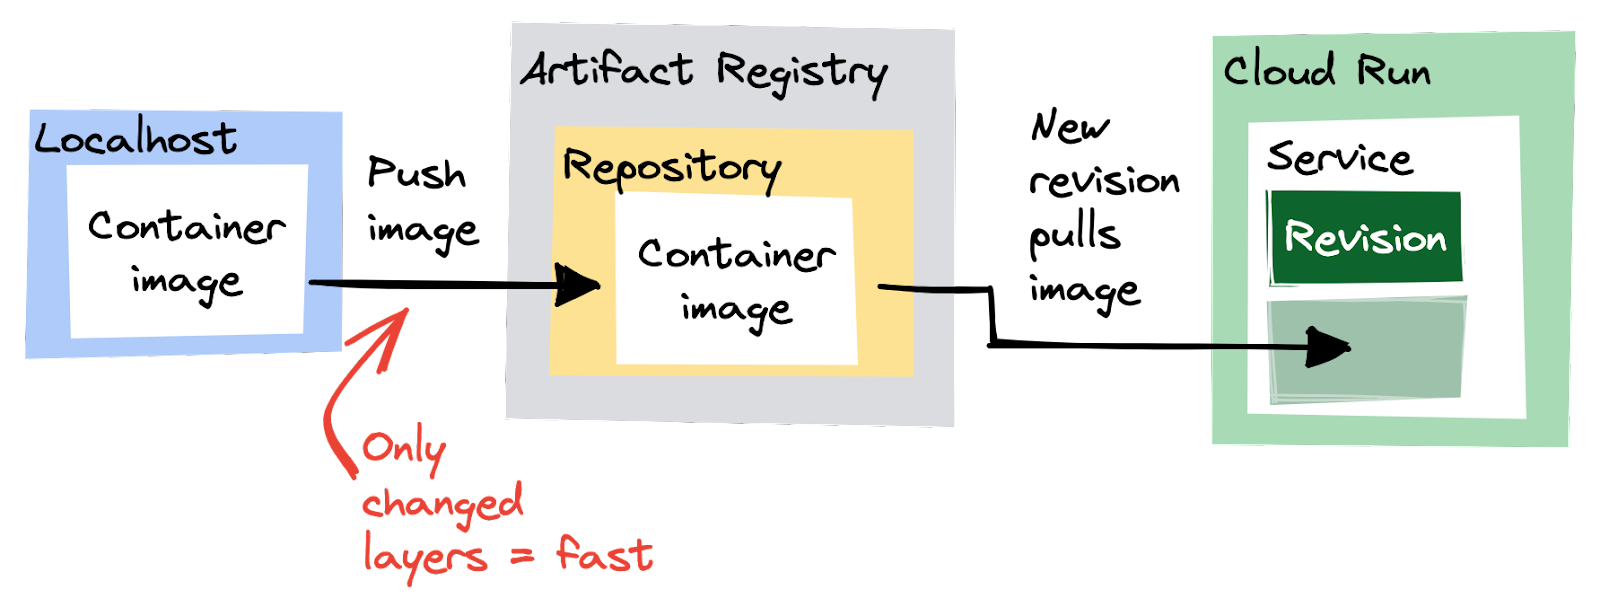 Localhost
Container
image
Push
image
Only
changed
layers = fast
Artifact Registry
Repository
Container
image
New
revision
pulls
image
Cloud Run
Service
Revision